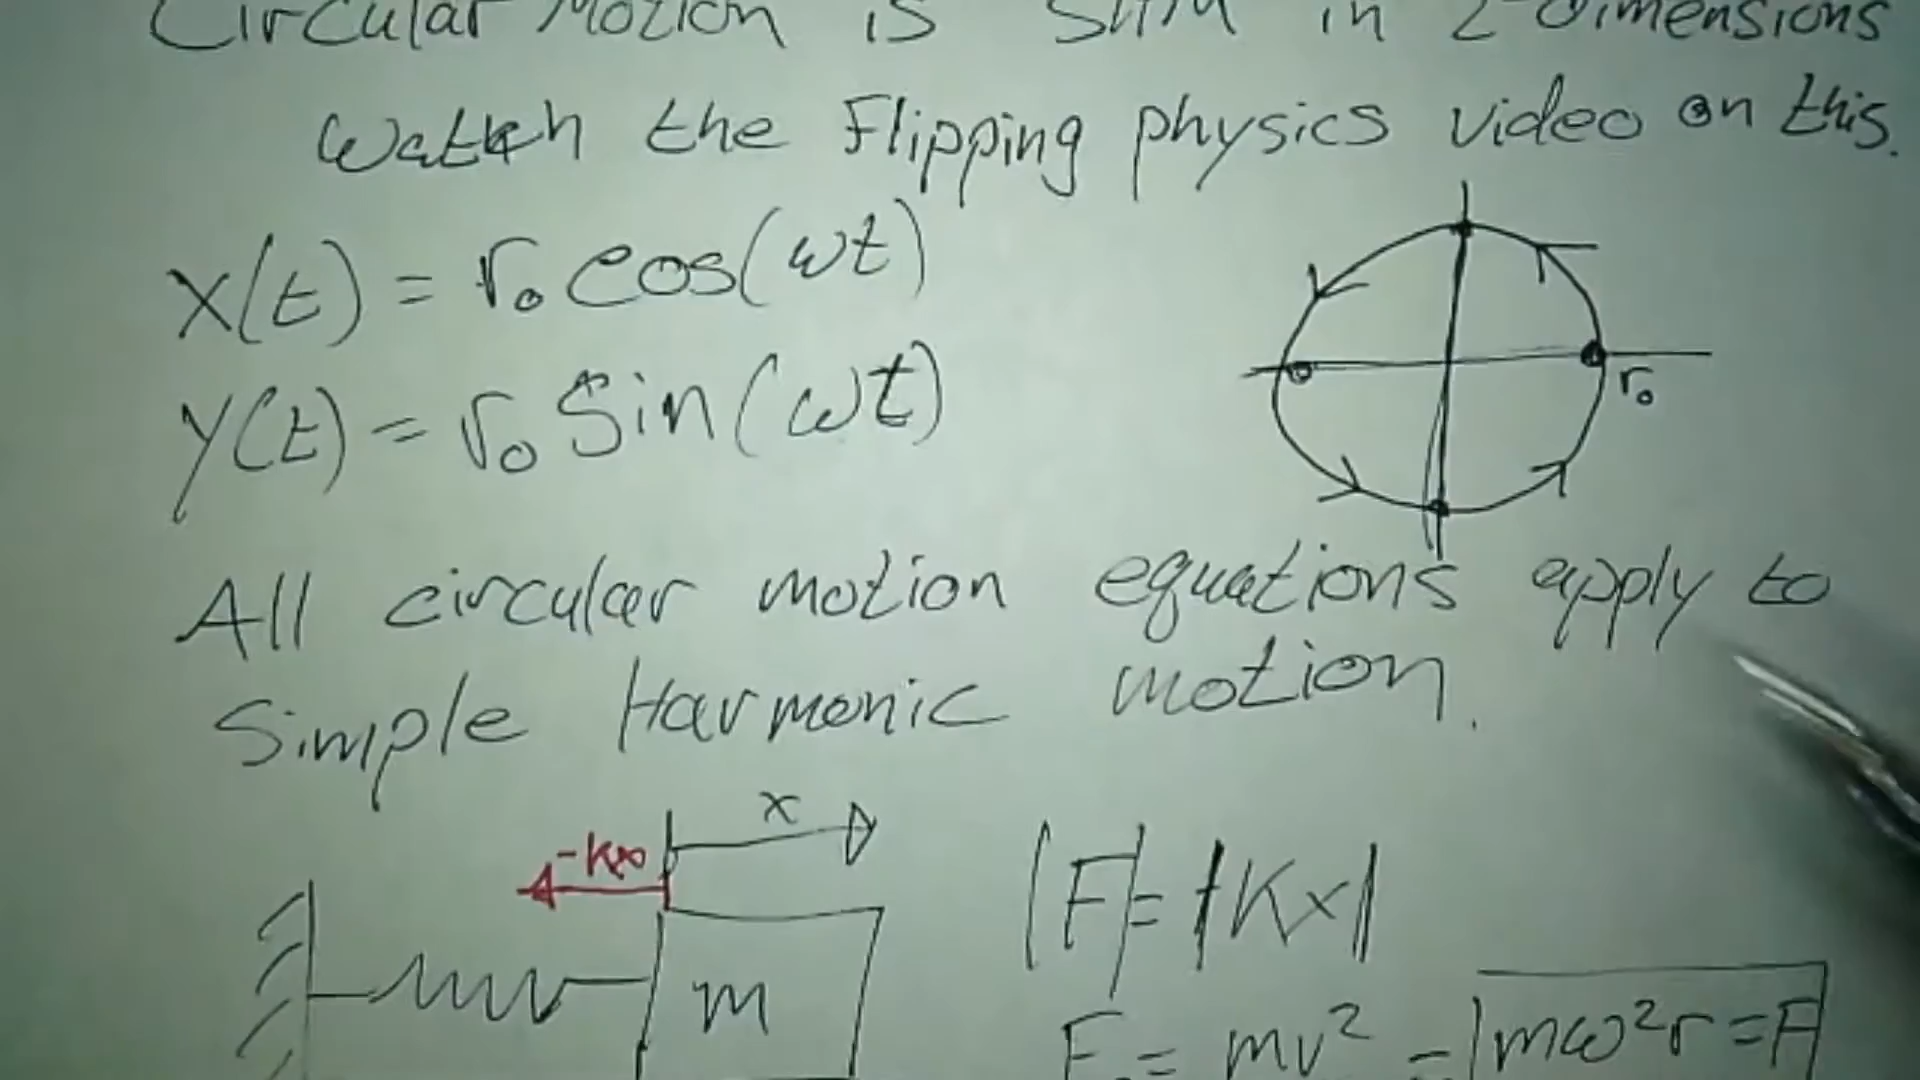 Circular Motion is SHM in 2 Dimensions
Watch the Flipping physics video on this.
x(t) = r₀ cos(ωt)
y(t) = r₀ Sin(ωt)
r₀
All circular motion equations apply to
Simple Harmonic motion.
x
-Kx
|F| = |Kx|
m
F = mv² = mω²r = F